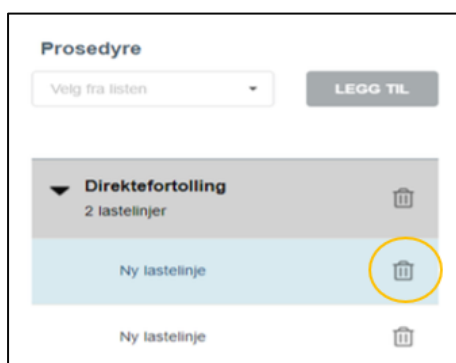 Prosedyre
Velg fra listen
LEGG TIL
Direktefortolling
2 lastelinjer
Ny lastelinje
Ny lastelinje